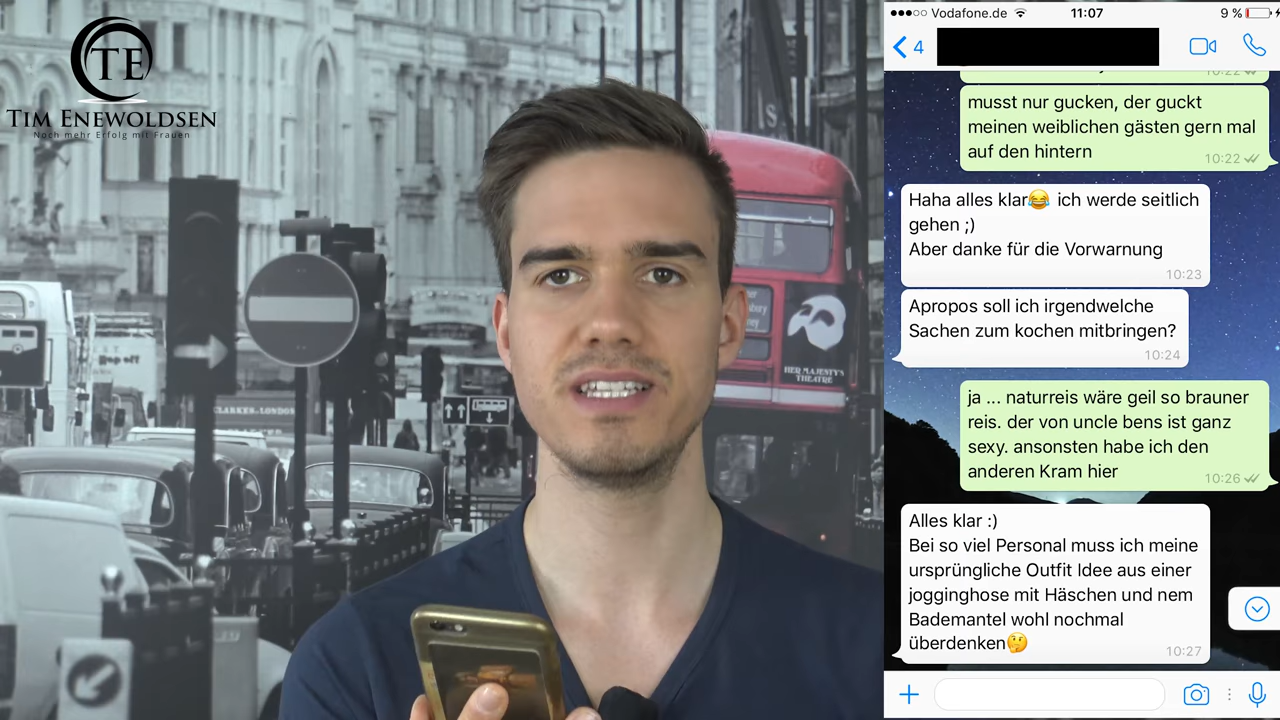 TE
TIM ENEWOLDSEN
Noch mehr Erfolg mit Frauen
CLARKER.LONDON
HER MAJESTY'S
THEATRE
Vodafone.de
11:07
9 %
4
10:22
musst nur gucken, der guckt
meinen weiblichen gästen gern mal
auf den hintern
10:22
Haha alles klar😂 ich werde seitlich
gehen ;)
Aber danke für die Vorwarnung
10:23
Apropos soll ich irgendwelche
Sachen zum kochen mitbringen?
10:24
ja ... naturreis wäre geil so brauner
reis. der von uncle bens ist ganz
sexy. ansonsten habe ich den
anderen Kram hier
10:26
Alles klar :)
Bei so viel Personal muss ich meine
ursprüngliche Outfit Idee aus einer
jogginghose mit Häschen und nem
Bademantel wohl nochmal
überdenken🤔
10:27